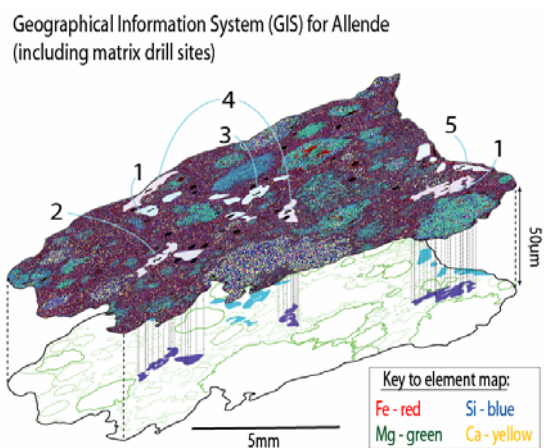 Geographical Information System (GIS) for Allende
(including matrix drill sites)
4
5
3
1
1
2
50μm
5mm
Key to element map:
Fe - red
Si - blue
Mg - green
Ca - yellow